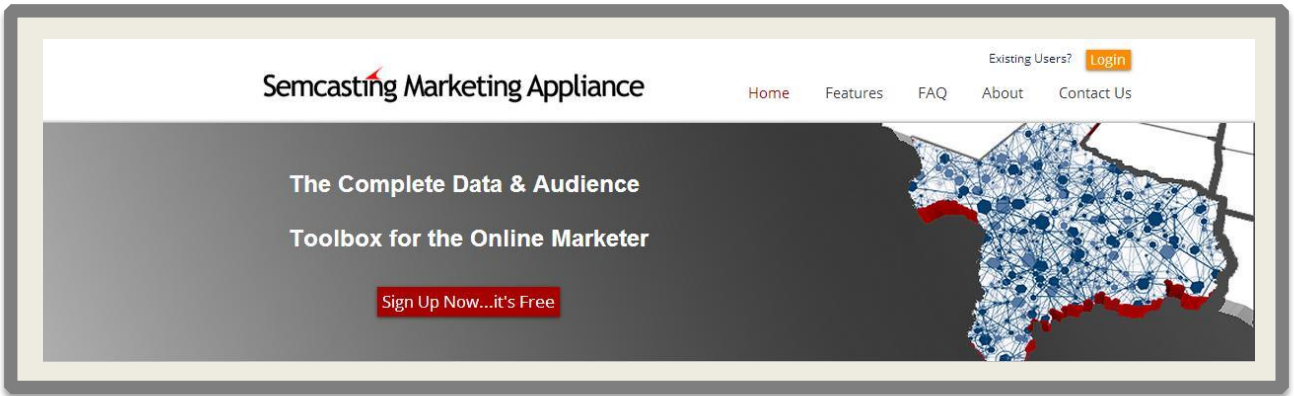 Existing Users? Login
Semcasting Marketing Appliance
Home Features FAQ About Contact Us
The Complete Data & Audience
Toolbox for the Online Marketer
Sign Up Now...it's Free